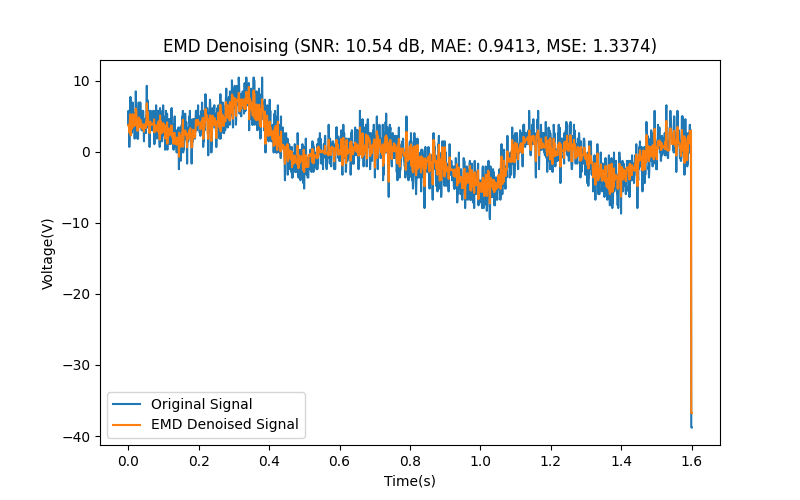 EMD Denoising (SNR: 10.54 dB, MAE: 0.9413, MSE: 1.3374)
10
0
−10
−20
−30
−40
Voltage(V)
Original Signal
EMD Denoised Signal
0.0 0.2 0.4 0.6 0.8 1.0 1.2 1.4 1.6
Time(s)